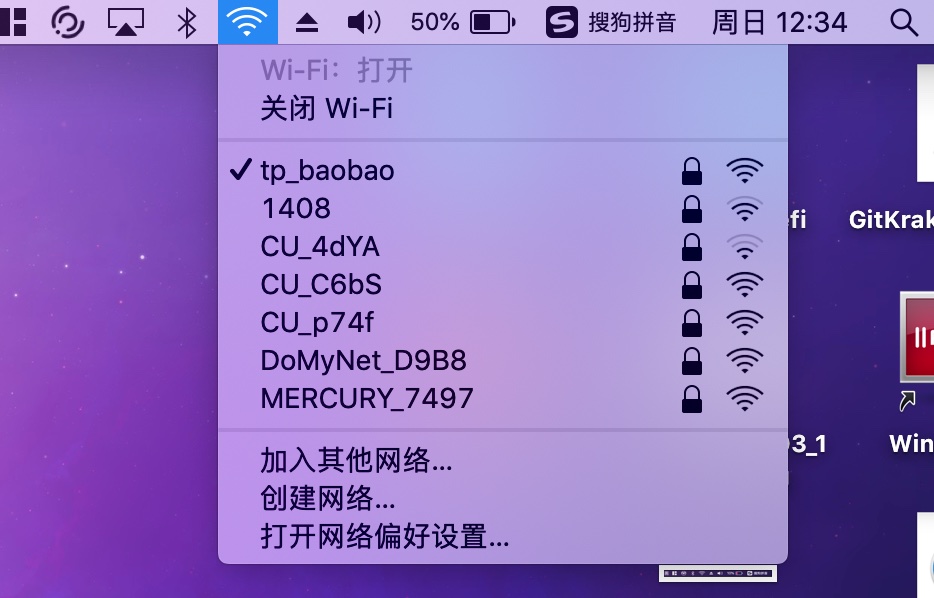 50% 搜狗拼音 周日 12:34
Wi-Fi：打开
关闭 Wi-Fi
tp_baobao
1408
CU_4dYA
CU_C6bS
CU_p74f
DoMyNet_D9B8
MERCURY_7497
加入其他网络...
创建网络...
打开网络偏好设置...
efi
GitKrak
03_1
Win